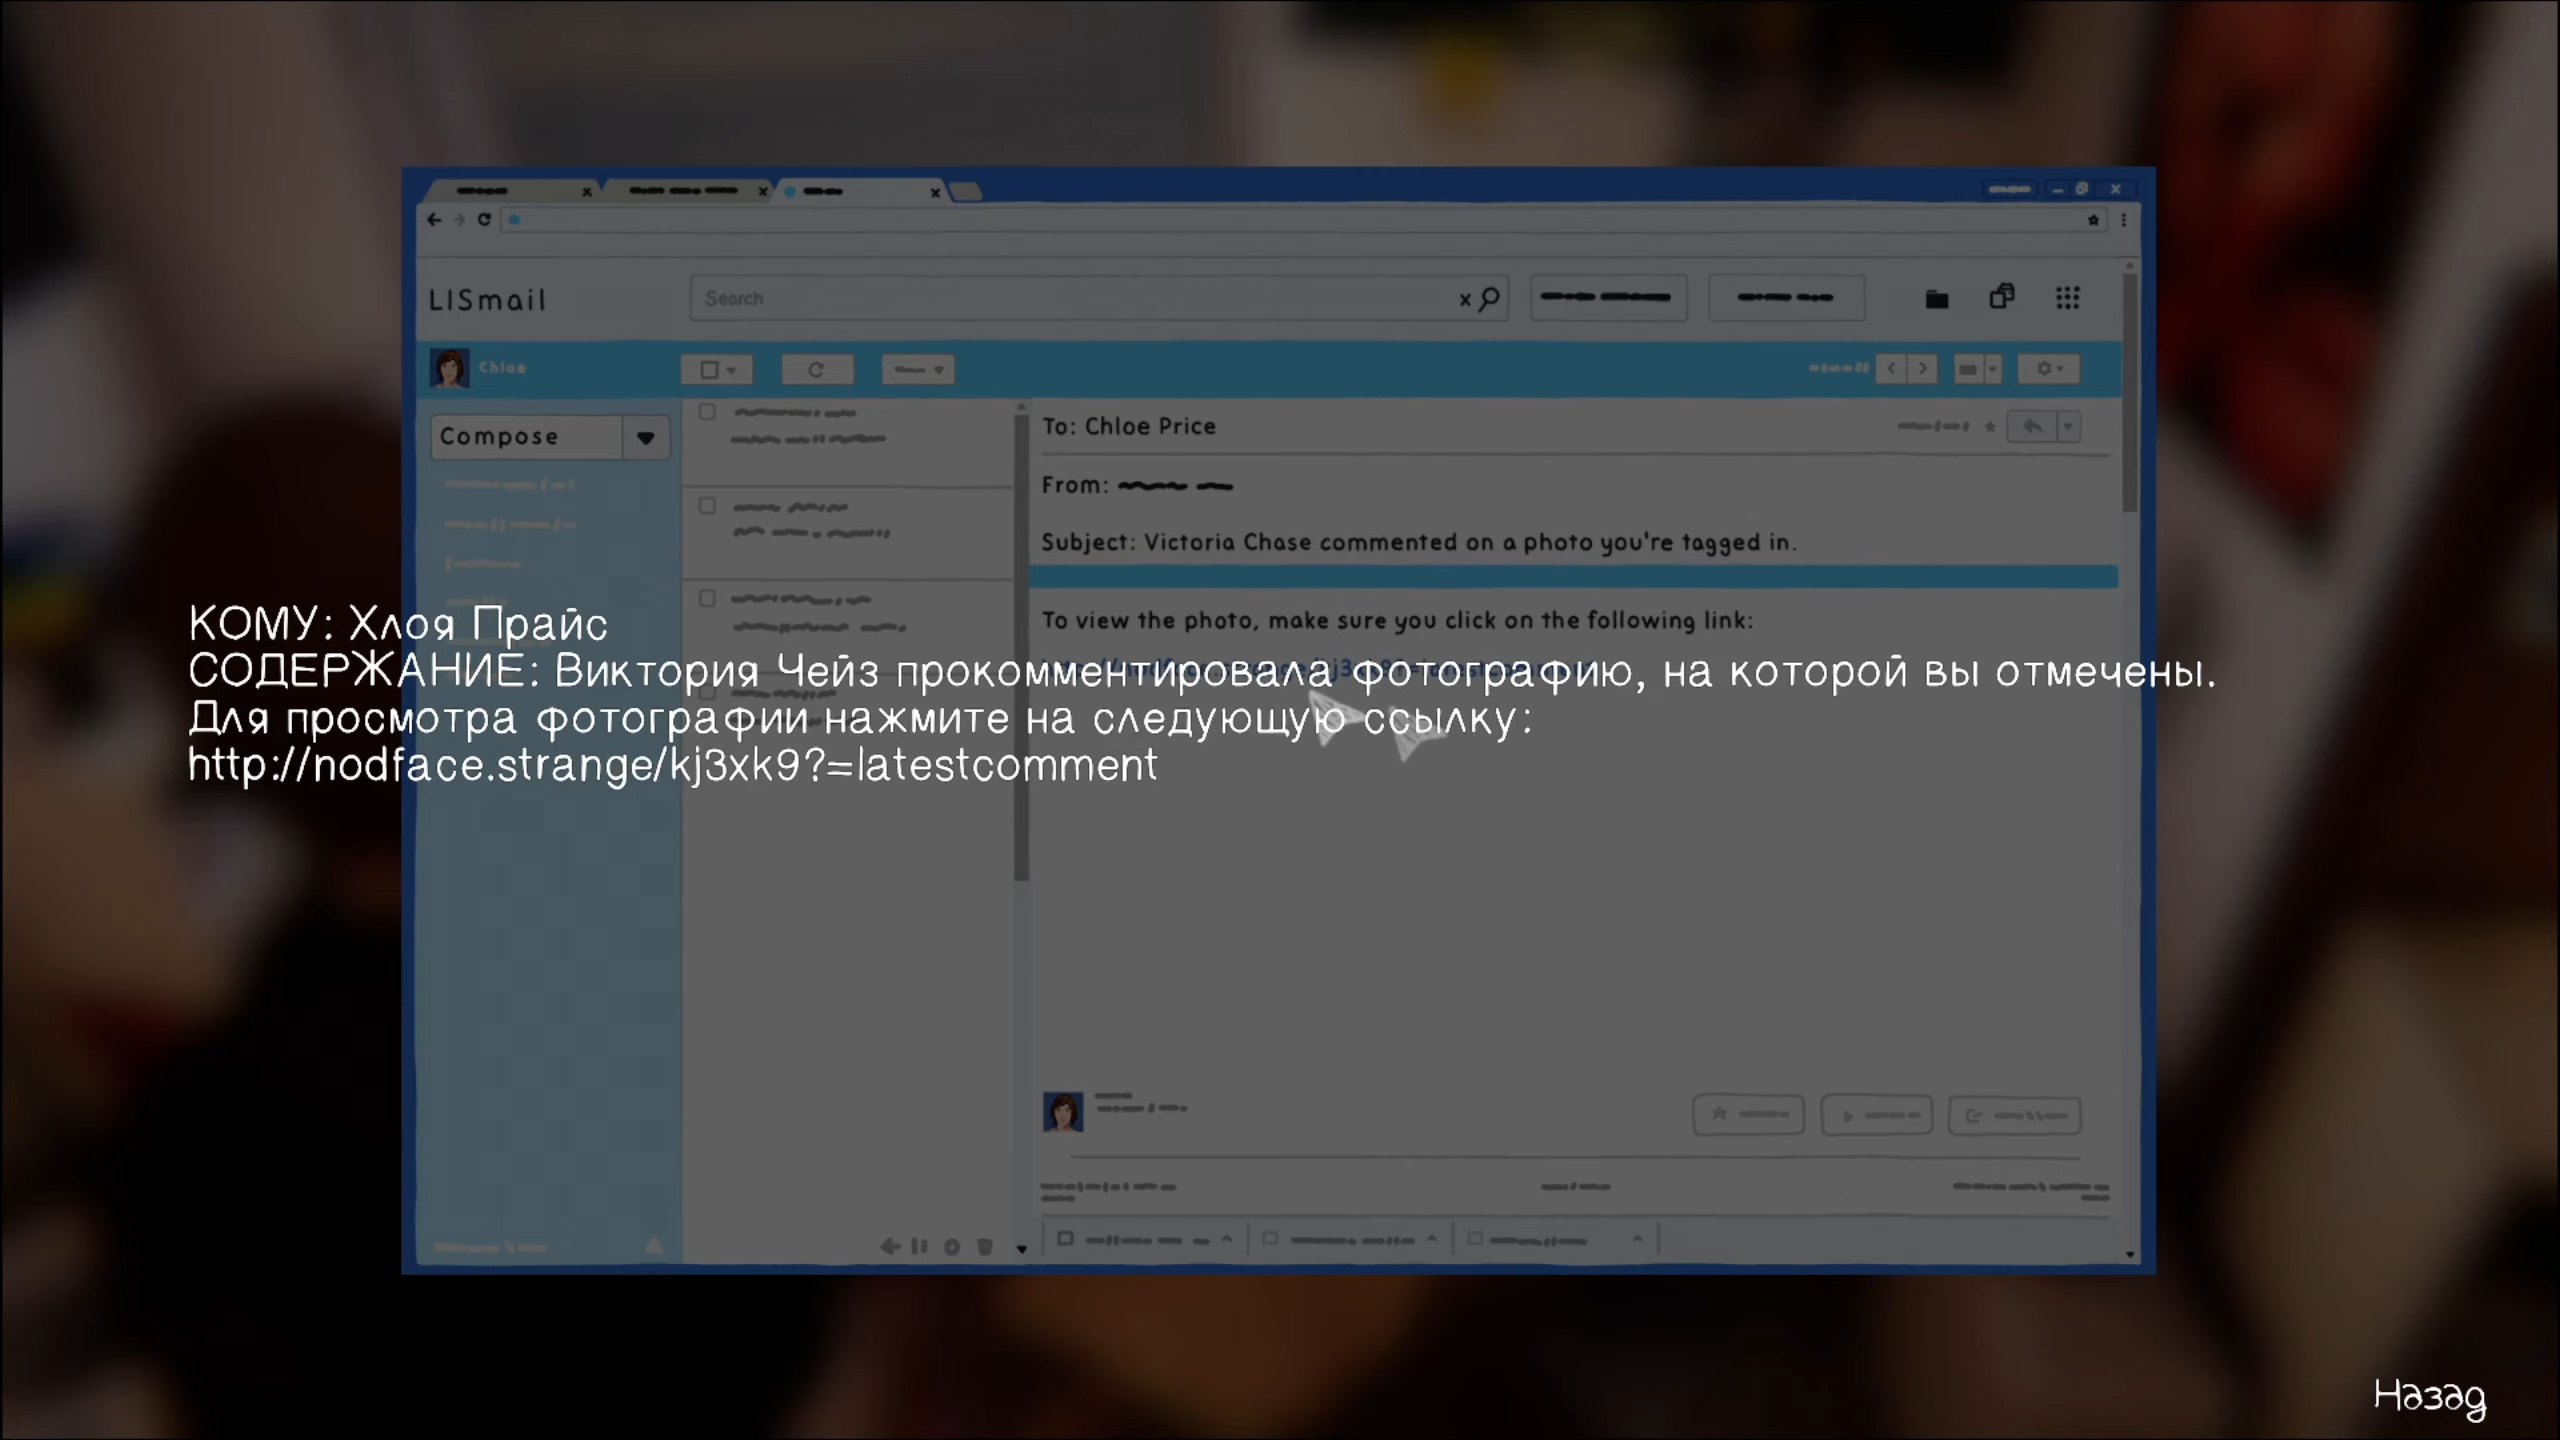 LISmail
Search
Chloe
Compose
To: Chloe Price
From:
Subject: Victoria Chase commented on a photo you're tagged in.
To view the photo, make sure you click on the following link:
КОМУ: Хлоя Прайс
СОДЕРЖАНИЕ: Виктория Чейз прокомментировала фотографию, на которой вы отмечены.
Для просмотра фотографии нажмите на следующую ссылку:
http://nodface.strange/kj3xk9?=latestcomment
Назад